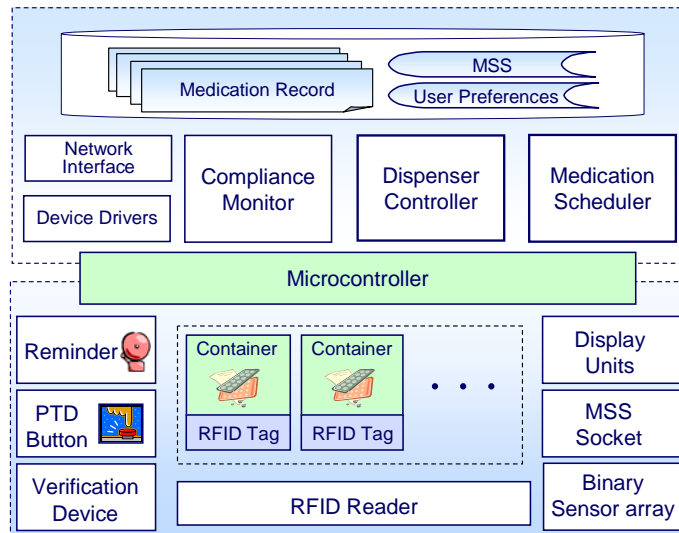 MSS
Medication Record
User Preferences
Network
Interface
Device Drivers
Compliance
Monitor
Dispenser
Controller
Medication
Scheduler
Microcontroller
Reminder
PTD
Button
Verification
Device
Container
RFID Tag
Container
RFID Tag
RFID Reader
Display
Units
MSS
Socket
Binary
Sensor array